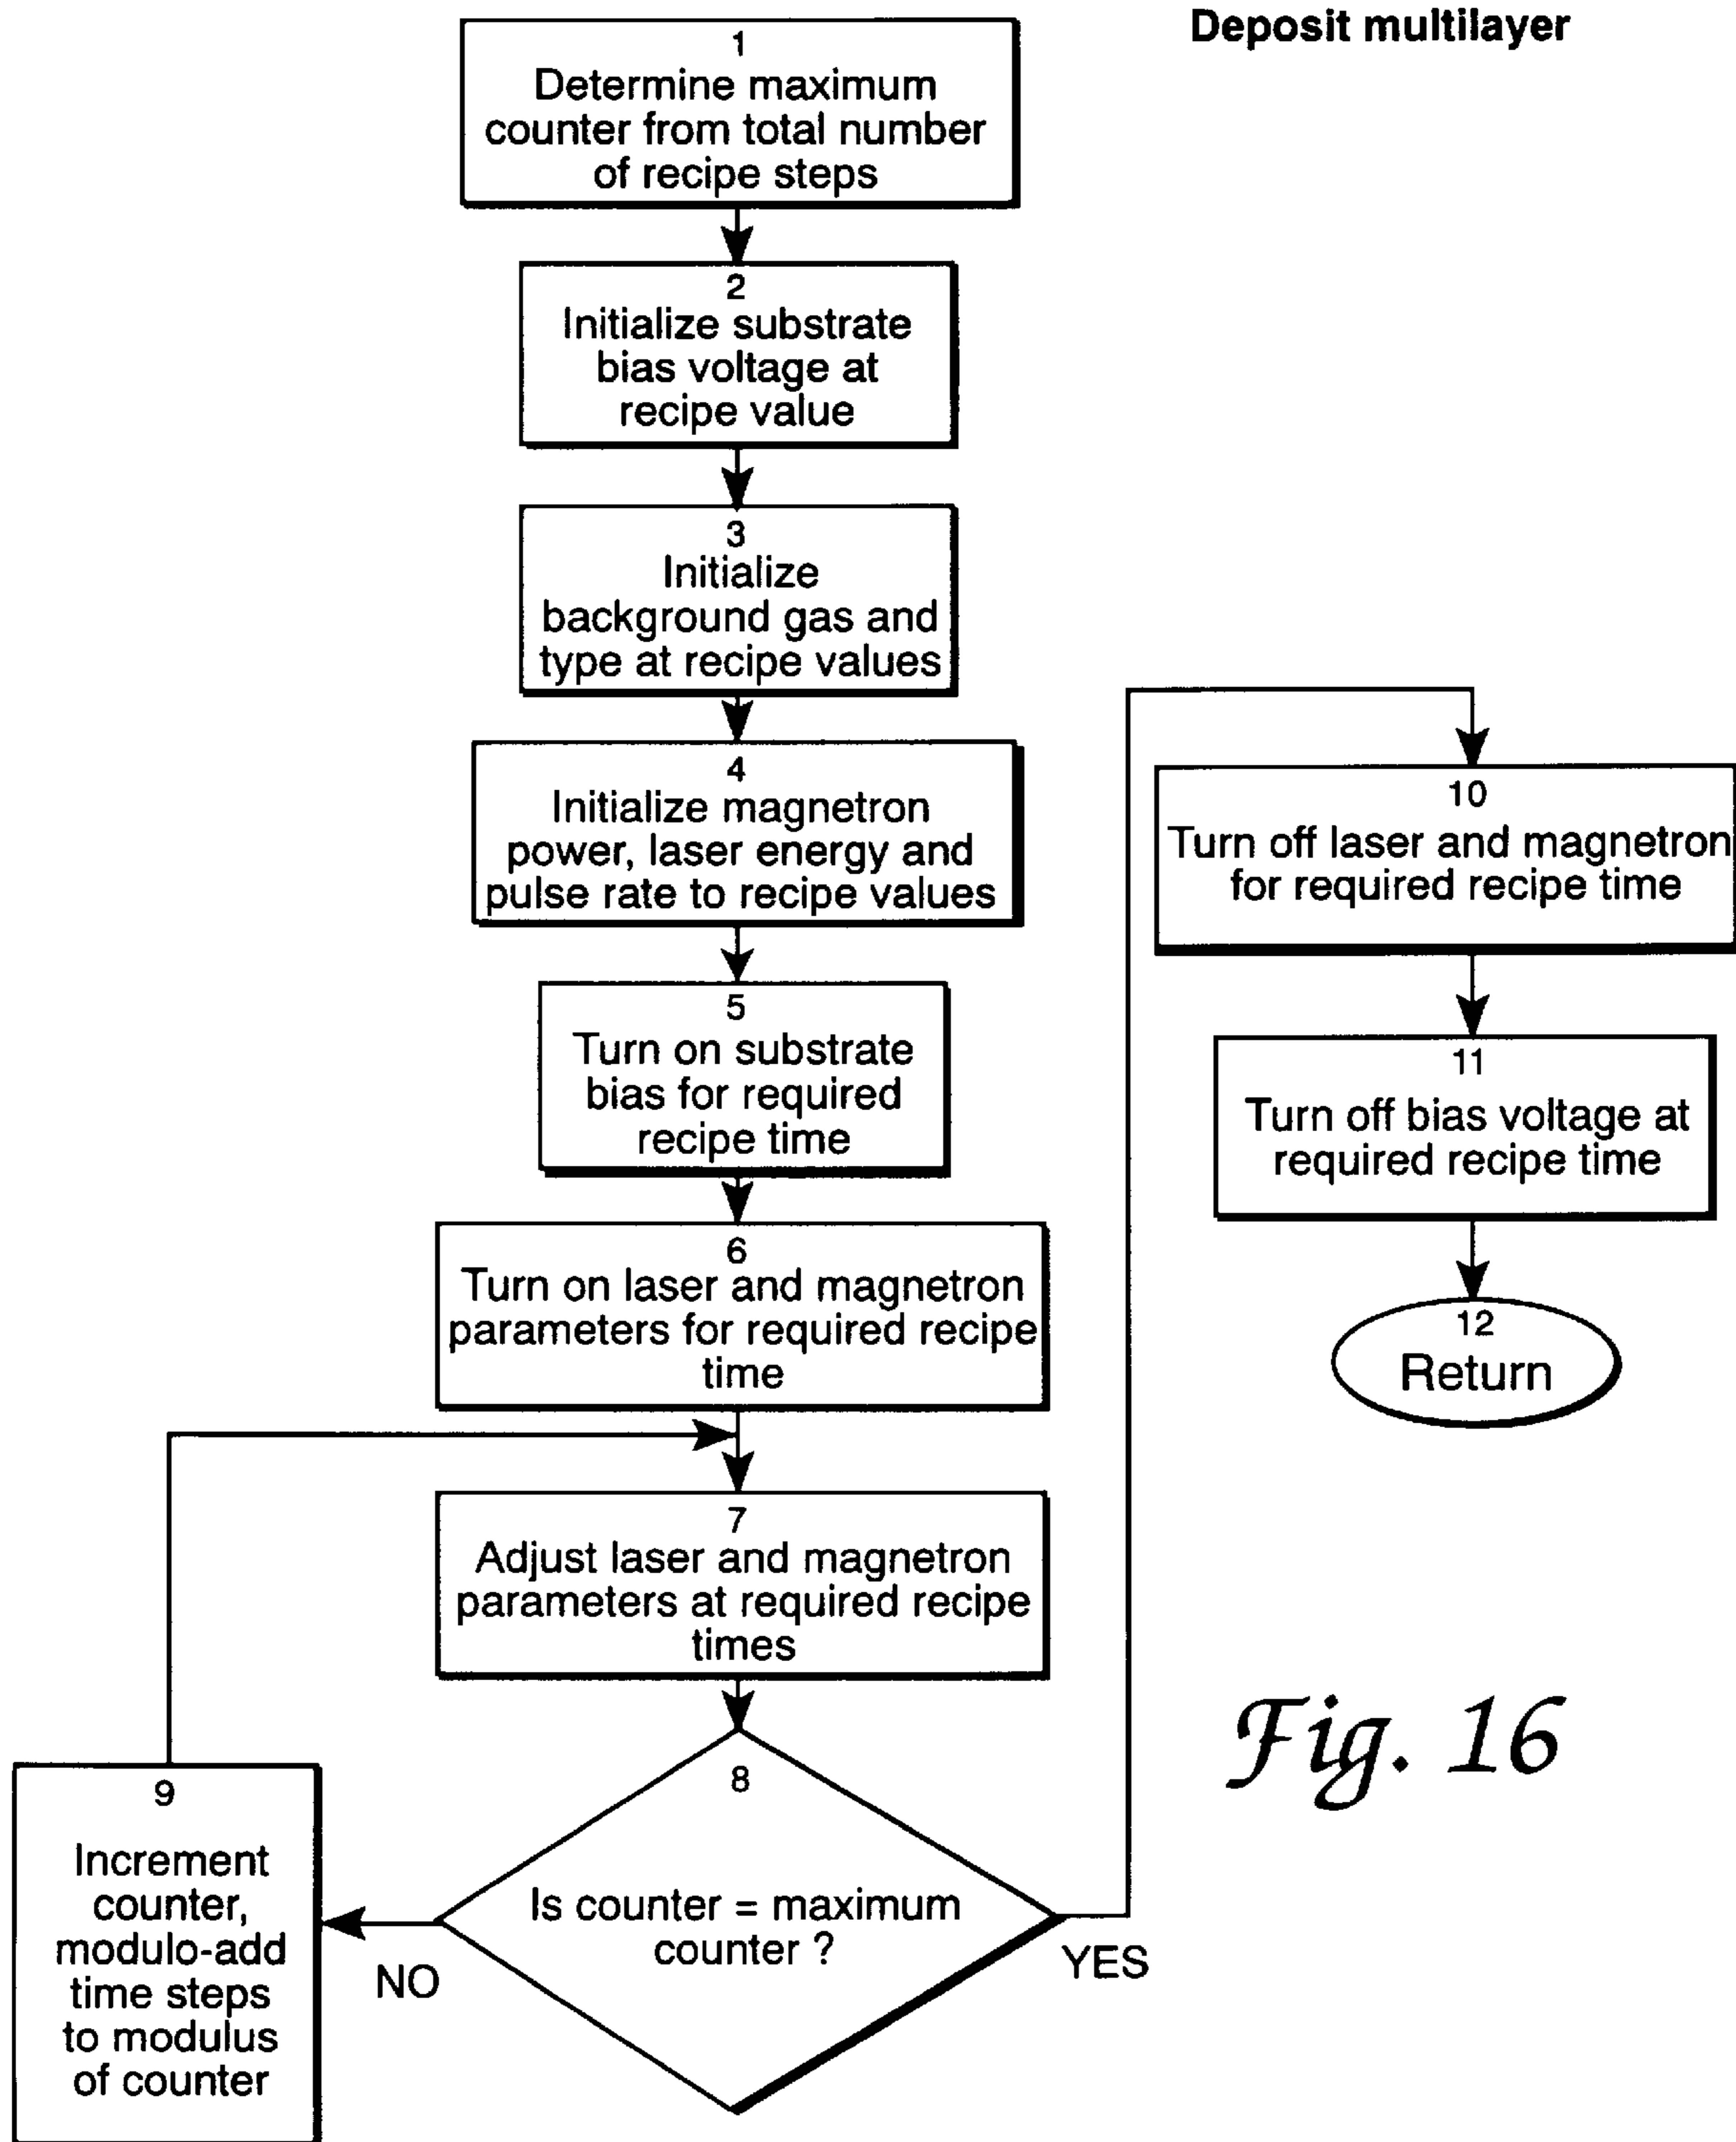 Deposit multilayer
1
Determine maximum
counter from total number
of recipe steps
2
Initialize substrate
bias voltage at
recipe value
3
Initialize
background gas and
type at recipe values
4
Initialize magnetron
power, laser energy and
pulse rate to recipe values
5
Turn on substrate
bias for required
recipe time
6
Turn on laser and magnetron
parameters for required recipe
time
7
Adjust laser and magnetron
parameters at required recipe
times
8
Is counter = maximum
counter ?
NO
YES
9
Increment
counter,
modulo-add
time steps
to modulus
of counter
10
Turn off laser and magnetron
for required recipe time
11
Turn off bias voltage at
required recipe time
12
Return
Fig. 16